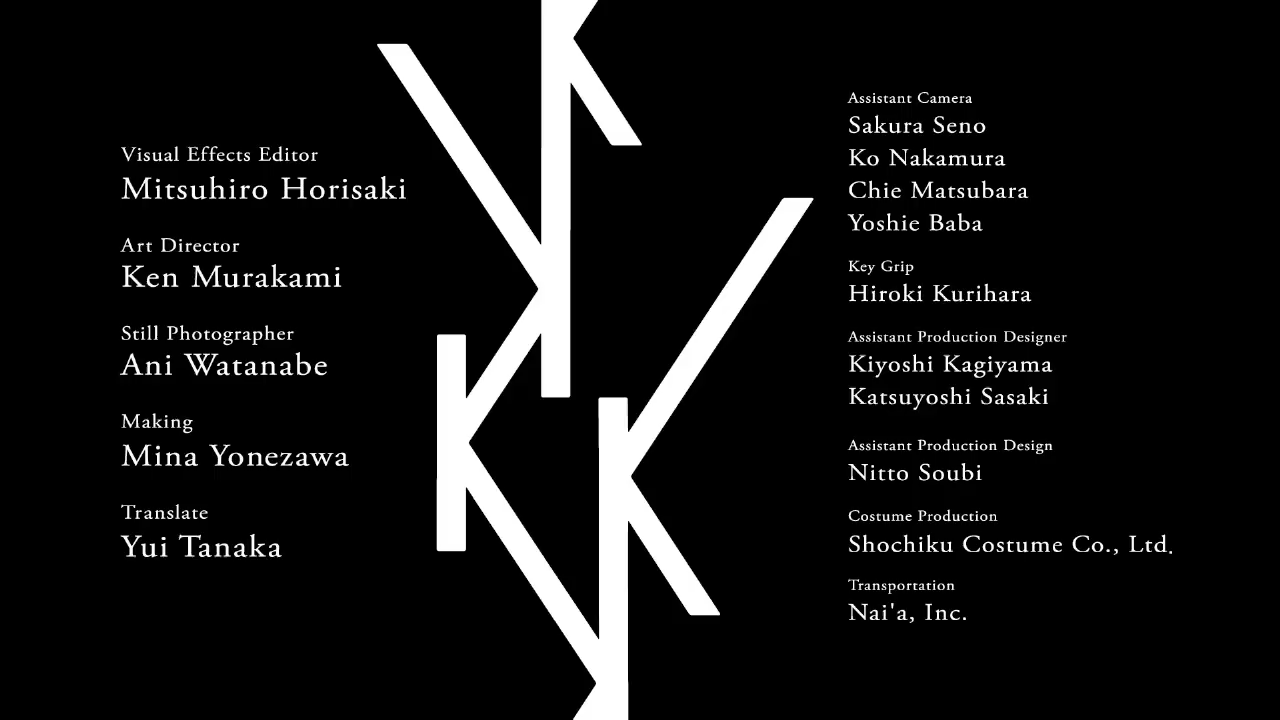 Visual Effects Editor
Mitsuhiro Horisaki
Art Director
Ken Murakami
Still Photographer
Ani Watanabe
Making
Mina Yonezawa
Translate
Yui Tanaka
Assistant Camera
Sakura Seno
Ko Nakamura
Chie Matsubara
Yoshie Baba
Key Grip
Hiroki Kurihara
Assistant Production Designer
Kiyoshi Kagiyama
Katsuyoshi Sasaki
Assistant Production Design
Nitto Soubi
Costume Production
Shochiku Costume Co., Ltd.
Transportation
Nai'a, Inc.